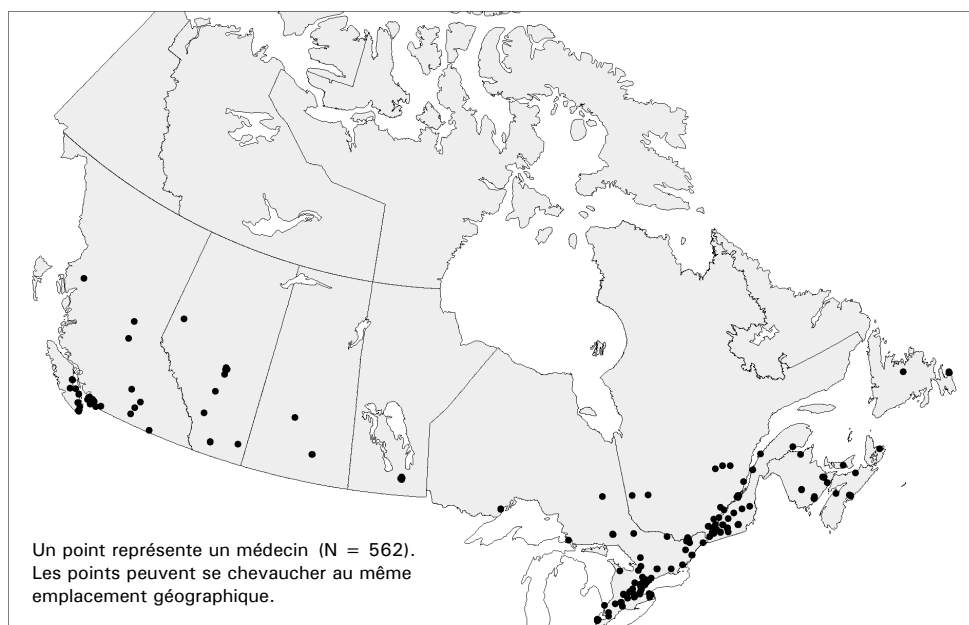 Un point représente un médecin (N = 562).
Les points peuvent se chevaucher au même
emplacement géographique.